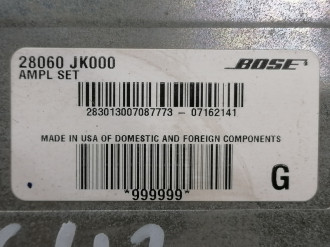 28060 JK000
AMPL SET
BOSE
283013007087773 - 07162141
MADE IN USA OF DOMESTIC AND FOREIGN COMPONENTS
*999999*
G